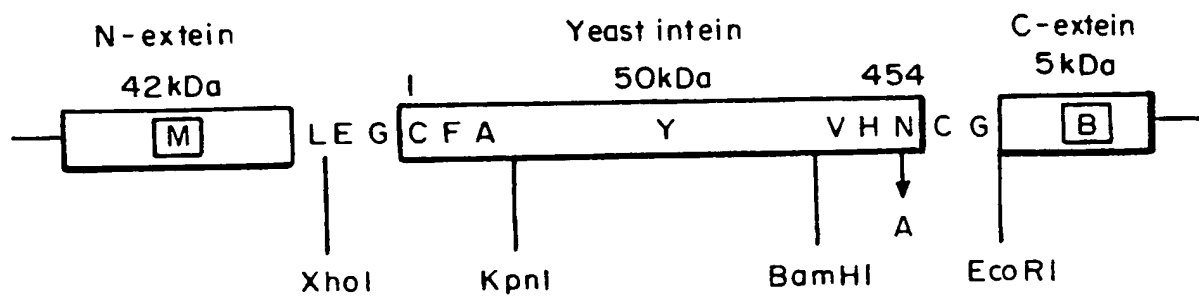 N-extein Yeast intein C-extein
42kDa 1 50kDa 454 5kDa
M L E G C F A Y V H N C G B
A
XhoI KpnI BamHI EcoRI